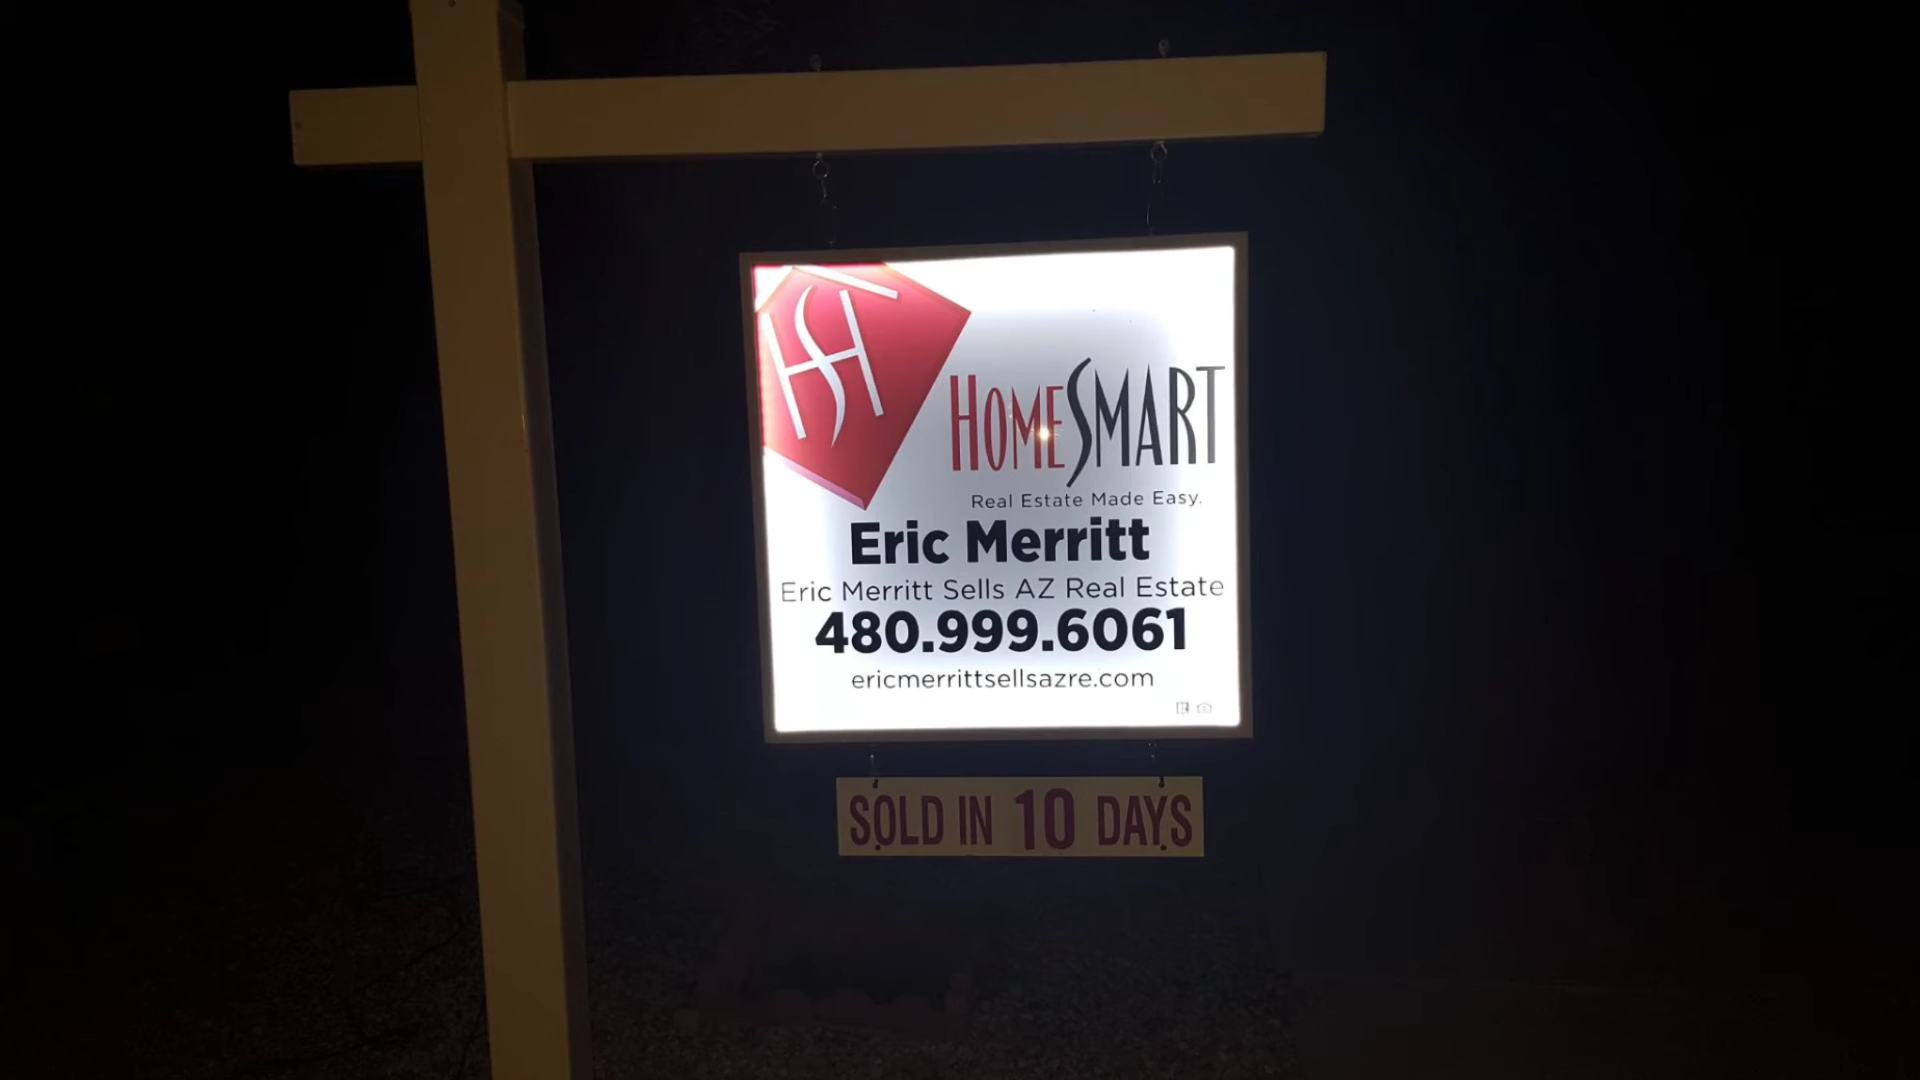 HS
HOMESMART
Real Estate Made Easy.
Eric Merritt
Eric Merritt Sells AZ Real Estate
480.999.6061
ericmerrittsellsazre.com
SOLD IN 10 DAYS